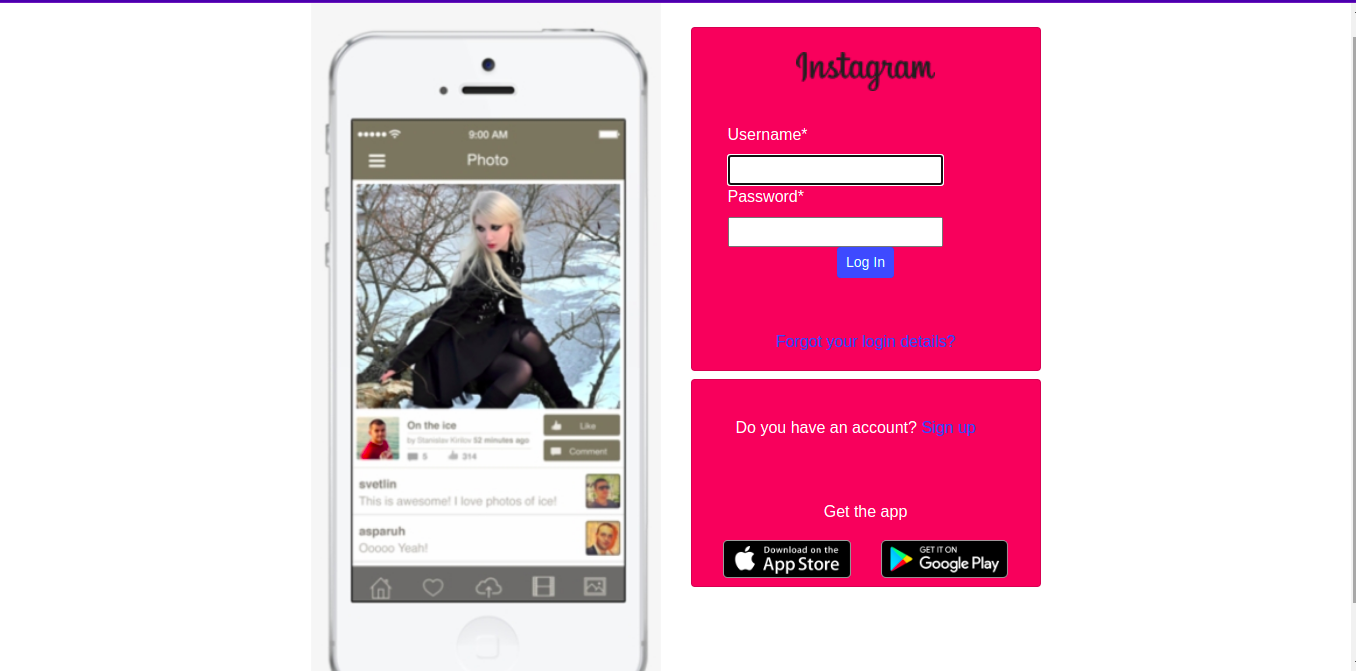 9:00 AM
Photo
On the ice
by Stanislav Kirilov 52 minutes ago
5 314
Like
Comment
svetlin
This is awesome! I love photos of ice!
asparuh
Ooooo Yeah!
Instagram
Username*
Password*
Log In
Forgot your login details?
Do you have an account? Sign up
Get the app
Download on the
App Store
GET IT ON
Google Play